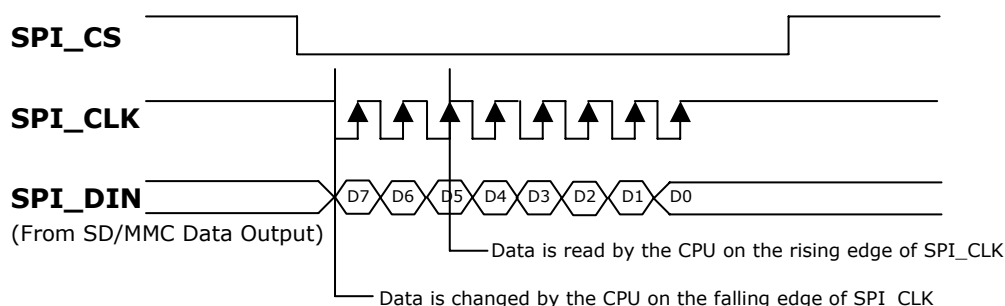 SPI_CS
SPI_CLK
SPI_DIN
D7 D6 D5 D4 D3 D2 D1 D0
(From SD/MMC Data Output)
Data is read by the CPU on the rising edge of SPI_CLK
Data is changed by the CPU on the falling edge of SPI_CLK